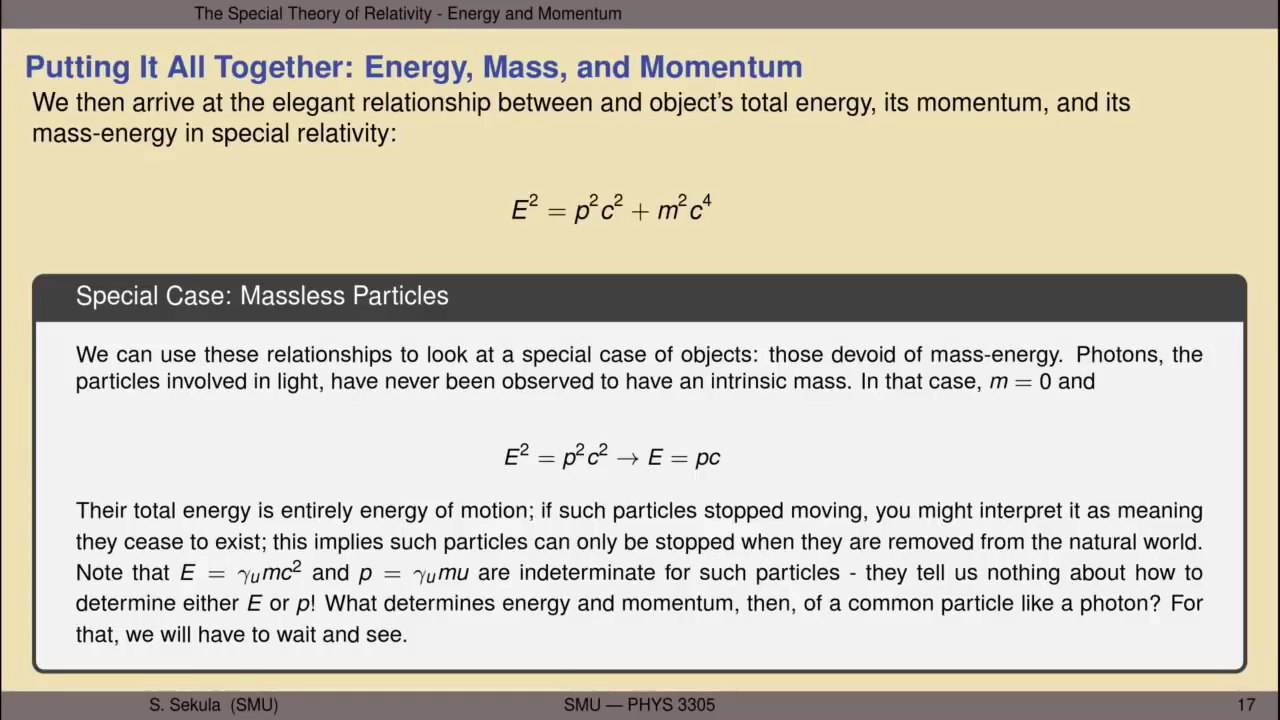 The Special Theory of Relativity - Energy and Momentum
Putting It All Together: Energy, Mass, and Momentum
We then arrive at the elegant relationship between and object's total energy, its momentum, and its
mass-energy in special relativity:
E² = p²c² + m²c⁴
Special Case: Massless Particles
We can use these relationships to look at a special case of objects: those devoid of mass-energy. Photons, the
particles involved in light, have never been observed to have an intrinsic mass. In that case, m = 0 and
E² = p²c² → E = pc
Their total energy is entirely energy of motion; if such particles stopped moving, you might interpret it as meaning
they cease to exist; this implies such particles can only be stopped when they are removed from the natural world.
Note that E = γᵤmc² and p = γᵤmu are indeterminate for such particles - they tell us nothing about how to
determine either E or p! What determines energy and momentum, then, of a common particle like a photon? For
that, we will have to wait and see.
S. Sekula (SMU) SMU — PHYS 3305 17